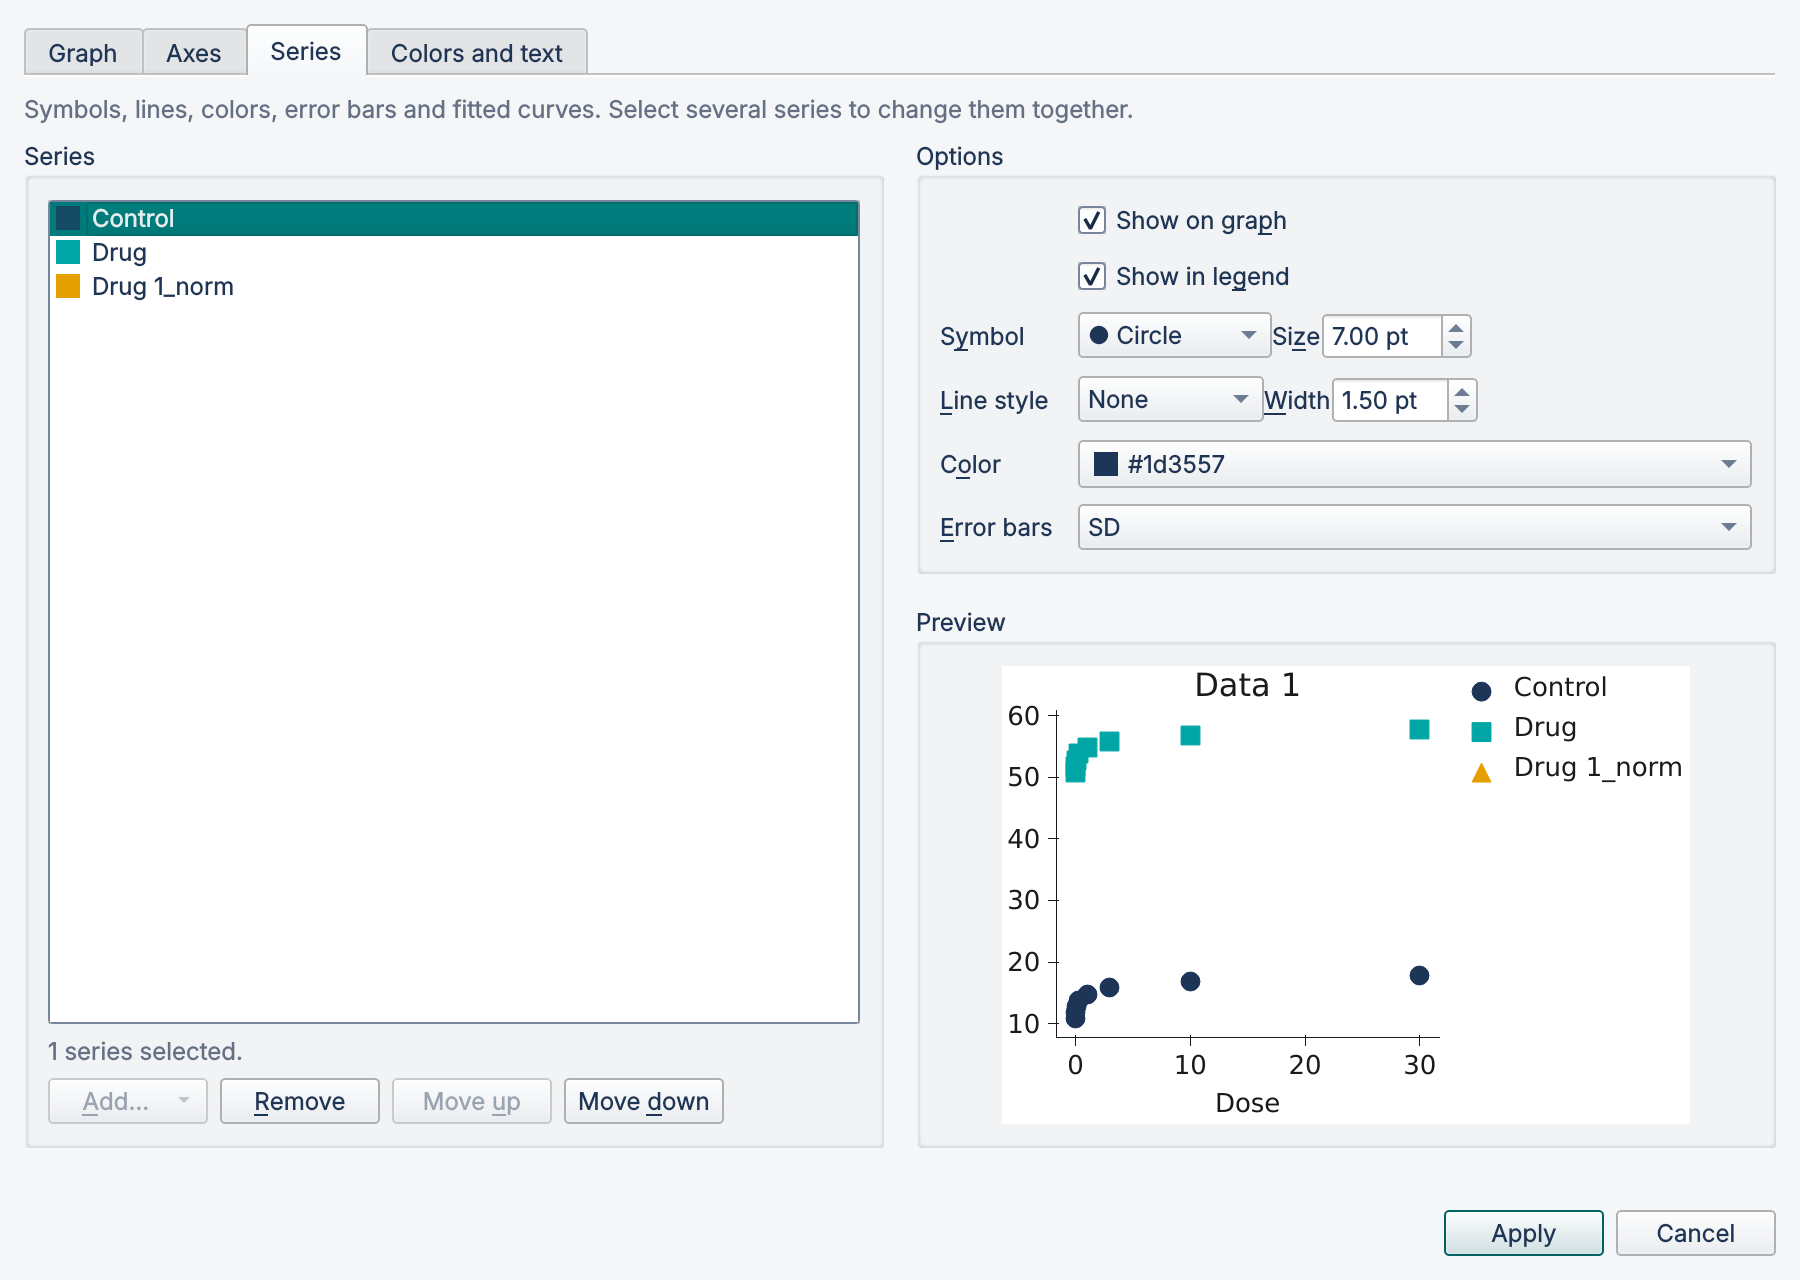 Graph
Axes
Series
Colors and text
Symbols, lines, colors, error bars and fitted curves. Select several series to change them together.
Series
Control
Drug
Drug 1_norm
1 series selected.
Add...
Remove
Move up
Move down
Options
Show on graph
Show in legend
Symbol
Circle
Size
7.00 pt
Line style
None
Width
1.50 pt
Color
#1d3557
Error bars
SD
Preview
Data 1
60
50
40
30
20
10
0
10
20
30
Dose
Control
Drug
Drug 1_norm
Apply
Cancel